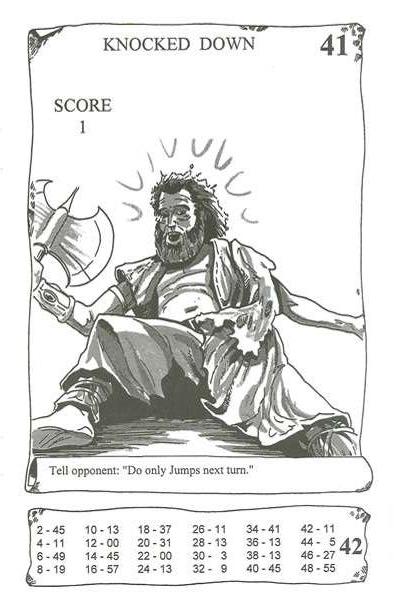 KNOCKED DOWN 41
SCORE
1
Tell opponent: "Do only Jumps next turn."
2 - 45 10 - 13 18 - 37 26 - 11 34 - 41 42 - 11
4 - 11 12 - 00 20 - 31 28 - 13 36 - 13 44 - 5
6 - 49 14 - 45 22 - 00 30 - 3 38 - 13 46 - 27
8 - 19 16 - 57 24 - 13 32 - 9 40 - 45 48 - 55
42